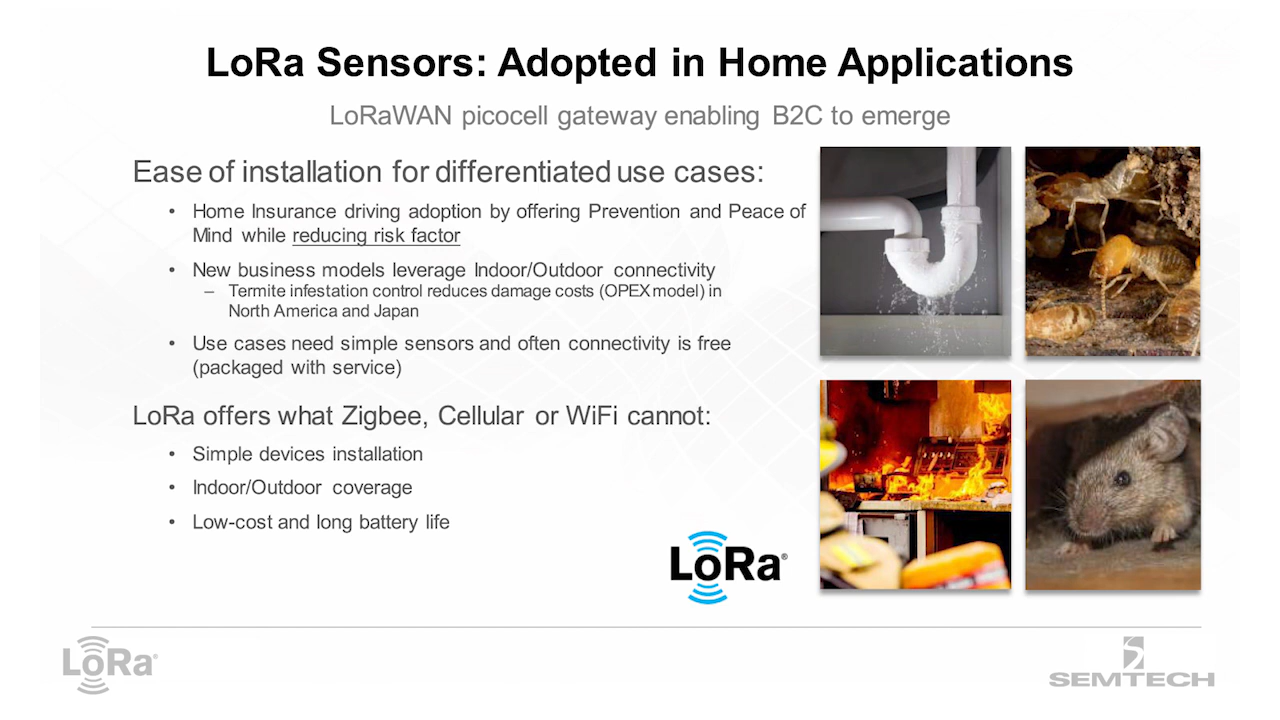 LoRa Sensors: Adopted in Home Applications
LoRaWAN picocell gateway enabling B2C to emerge
Ease of installation for differentiated use cases:
• Home Insurance driving adoption by offering Prevention and Peace of
Mind while reducing risk factor
• New business models leverage Indoor/Outdoor connectivity
– Termite infestation control reduces damage costs (OPEX model) in
North America and Japan
• Use cases need simple sensors and often connectivity is free
(packaged with service)
LoRa offers what Zigbee, Cellular or WiFi cannot:
• Simple devices installation
• Indoor/Outdoor coverage
• Low-cost and long battery life
LoRa®
LoRa®
SEMTECH